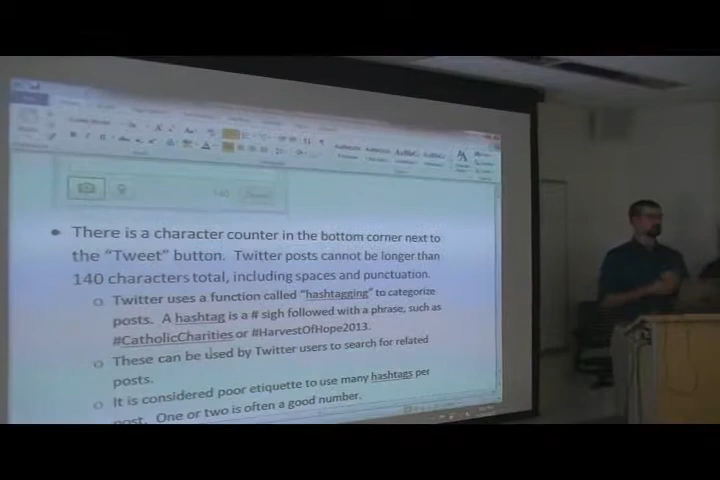 140
There is a character counter in the bottom corner next to
the “Tweet” button. Twitter posts cannot be longer than
140 characters total, including spaces and punctuation.
Twitter uses a function called “hashtagging” to categorize
posts. A hashtag is a # sigh followed with a phrase, such as
#CatholicCharities or #HarvestOfHope2013.
These can be used by Twitter users to search for related
posts.
It is considered poor etiquette to use many hashtags per
post. One or two is often a good number.